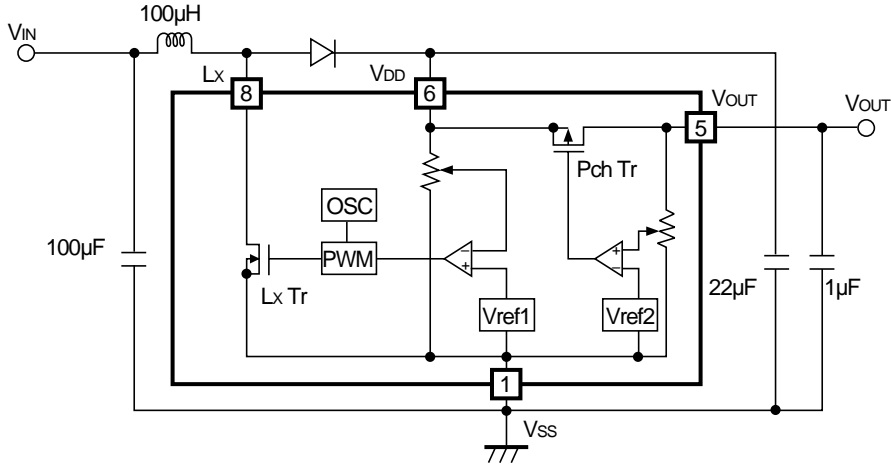 100µH
VIN
LX
VDD
8
6
VOUT
5
VOUT
Pch Tr
OSC
100µF
PWM
−
+
+
−
LX Tr
Vref1
Vref2
22µF
1µF
1
VSS